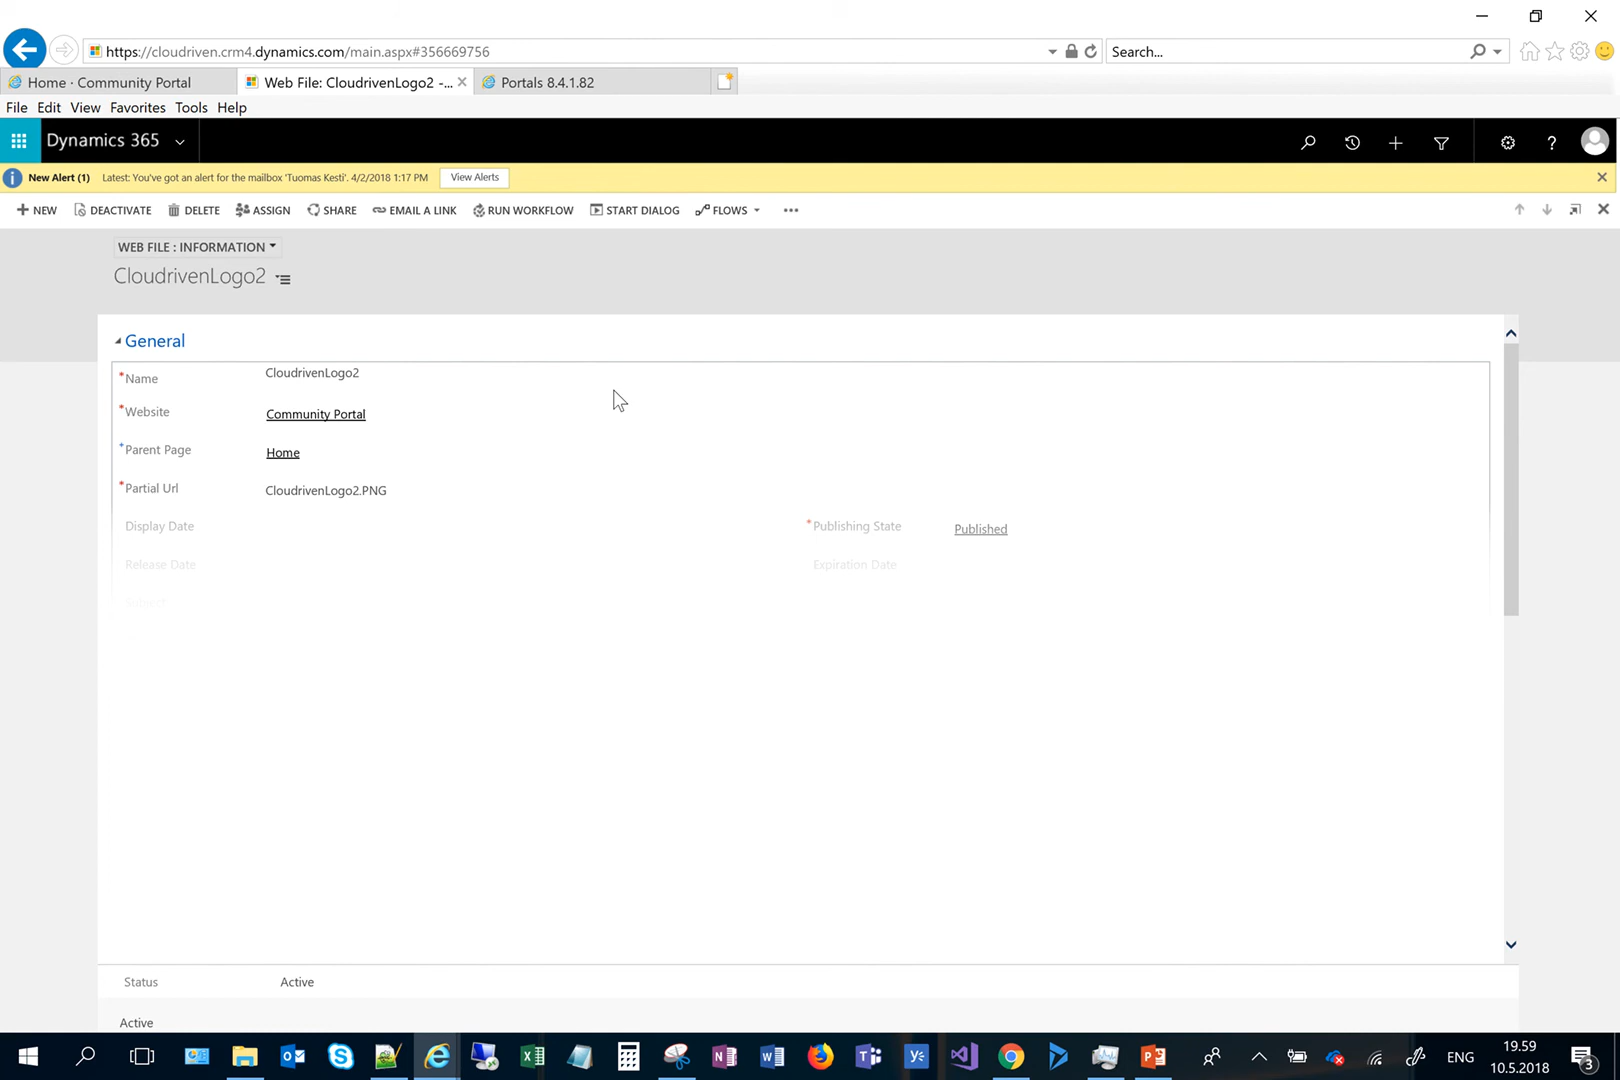 https://cloudriven.crm4.dynamics.com/main.aspx#356669756
Search...
Home · Community Portal
Web File: CloudrivenLogo2 -...
Portals 8.4.1.82
File Edit View Favorites Tools Help
Dynamics 365
New Alert (1) Latest: You've got an alert for the mailbox 'Tuomas Kesti'. 4/2/2018 1:17 PM View Alerts
NEW DEACTIVATE DELETE ASSIGN SHARE EMAIL A LINK RUN WORKFLOW START DIALOG FLOWS
WEB FILE : INFORMATION
CloudrivenLogo2
General
*Name CloudrivenLogo2
*Website Community Portal
*Parent Page Home
*Partial Url CloudrivenLogo2.PNG
Display Date *Publishing State Published
Release Date Expiration Date
Status Active
Active
ENG
19.59
10.5.2018
3